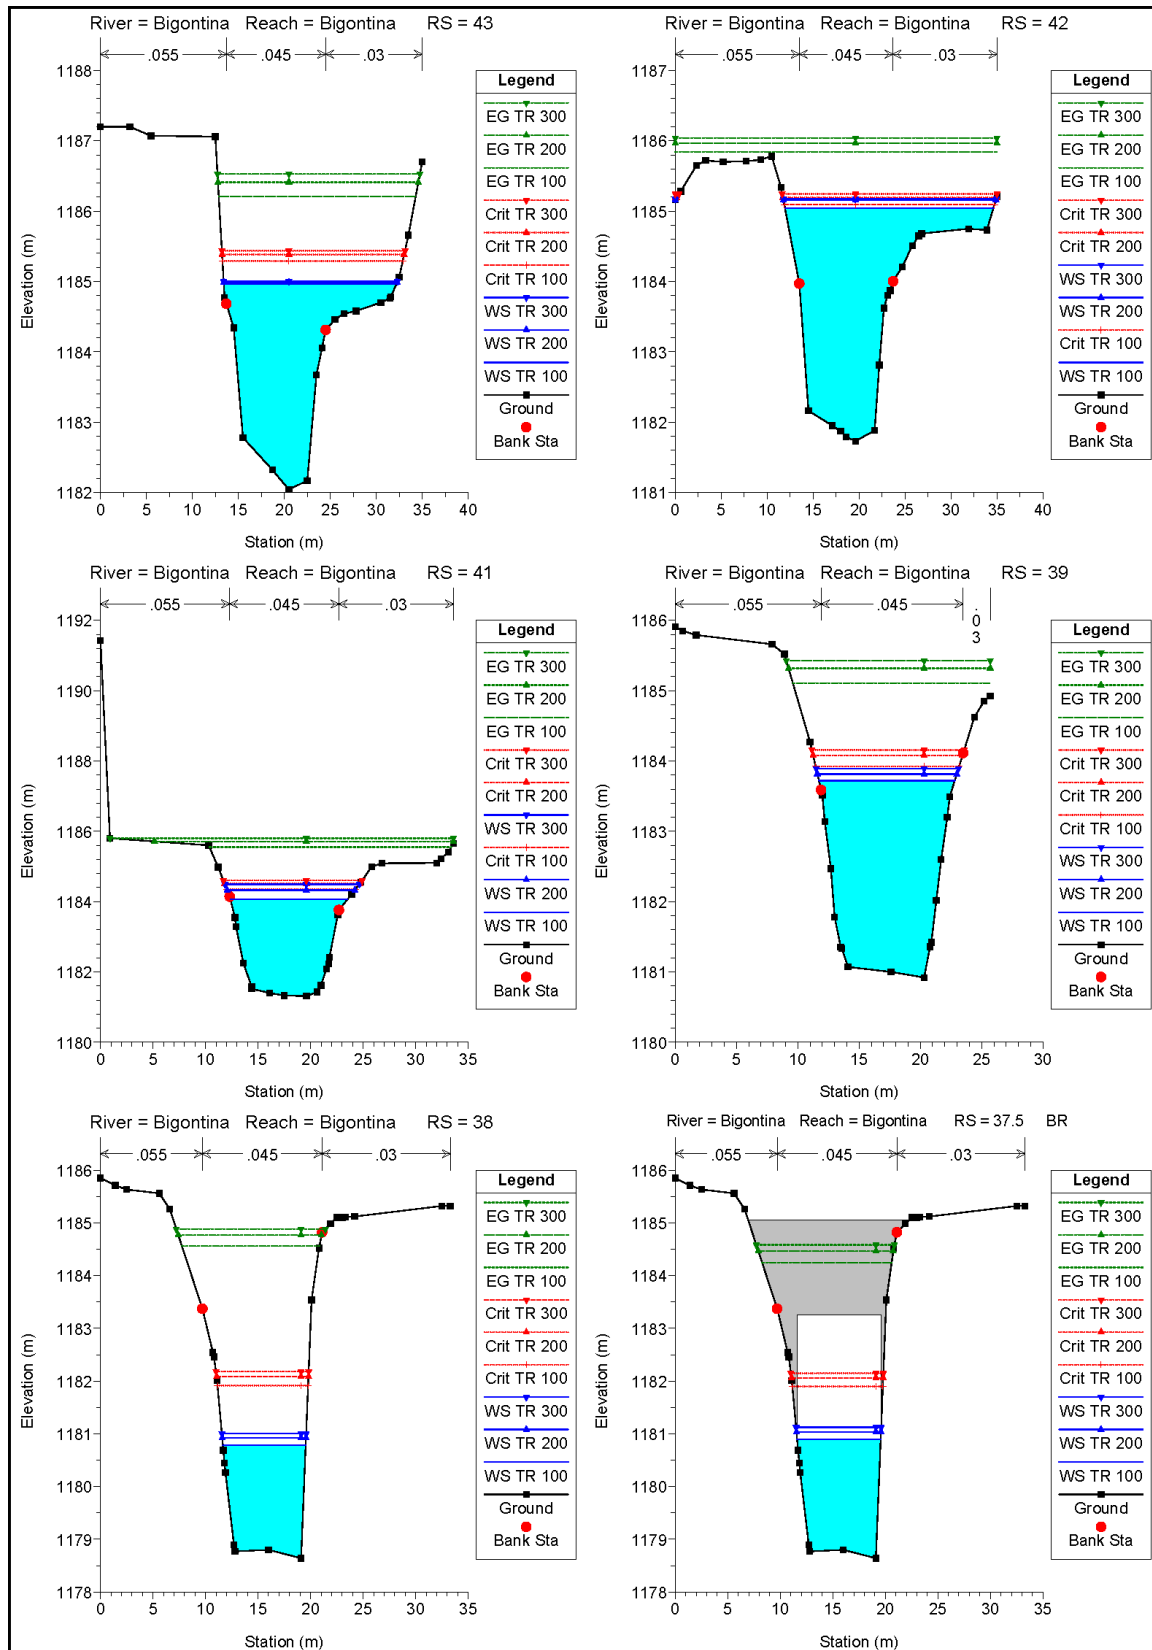 River = Bigontina Reach = Bigontina RS = 43
.055 .045 .03
1188
1187
1186
1185
1184
1183
1182
0 5 10 15 20 25 30 35 40
Elevation (m)
Station (m)
Legend
EG TR 300
EG TR 200
EG TR 100
Crit TR 300
Crit TR 200
Crit TR 100
WS TR 300
WS TR 200
WS TR 100
Ground
Bank Sta
River = Bigontina Reach = Bigontina RS = 42
.055 .045 .03
1187
1186
1185
1184
1183
1182
1181
0 5 10 15 20 25 30 35 40
Elevation (m)
Station (m)
Legend
EG TR 300
EG TR 200
EG TR 100
Crit TR 300
Crit TR 200
WS TR 300
WS TR 200
Crit TR 100
WS TR 100
Ground
Bank Sta
River = Bigontina Reach = Bigontina RS = 41
.055 .045 .03
1192
1190
1188
1186
1184
1182
1180
0 5 10 15 20 25 30 35
Elevation (m)
Station (m)
Legend
EG TR 300
EG TR 200
EG TR 100
Crit TR 300
Crit TR 200
WS TR 300
Crit TR 100
WS TR 200
WS TR 100
Ground
Bank Sta
River = Bigontina Reach = Bigontina RS = 39
.055 .045 .03
1186
1185
1184
1183
1182
1181
1180
0 5 10 15 20 25 30
Elevation (m)
Station (m)
Legend
EG TR 300
EG TR 200
EG TR 100
Crit TR 300
Crit TR 200
Crit TR 100
WS TR 300
WS TR 200
WS TR 100
Ground
Bank Sta
River = Bigontina Reach = Bigontina RS = 38
.055 .045 .03
1186
1185
1184
1183
1182
1181
1180
1179
1178
0 5 10 15 20 25 30 35
Elevation (m)
Station (m)
Legend
EG TR 300
EG TR 200
EG TR 100
Crit TR 300
Crit TR 200
Crit TR 100
WS TR 300
WS TR 200
WS TR 100
Ground
Bank Sta
River = Bigontina Reach = Bigontina RS = 37.5 BR
.055 .045 .03
1186
1185
1184
1183
1182
1181
1180
1179
1178
0 5 10 15 20 25 30 35
Elevation (m)
Station (m)
Legend
EG TR 300
EG TR 200
EG TR 100
Crit TR 300
Crit TR 200
Crit TR 100
WS TR 300
WS TR 200
WS TR 100
Ground
Bank Sta